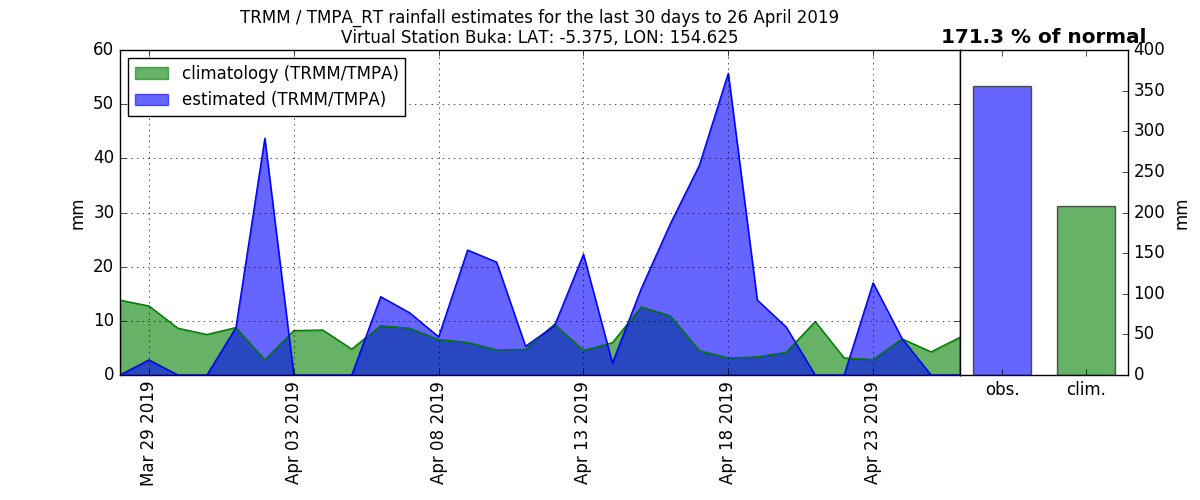 TRMM / TMPA_RT rainfall estimates for the last 30 days to 26 April 2019
Virtual Station Buka: LAT: -5.375, LON: 154.625
171.3 % of normal
climatology (TRMM/TMPA)
estimated (TRMM/TMPA)
60
50
40
30
20
10
0
mm
Mar 29 2019
Apr 03 2019
Apr 08 2019
Apr 13 2019
Apr 18 2019
Apr 23 2019
400
350
300
250
200
150
100
50
0
mm
obs.
clim.